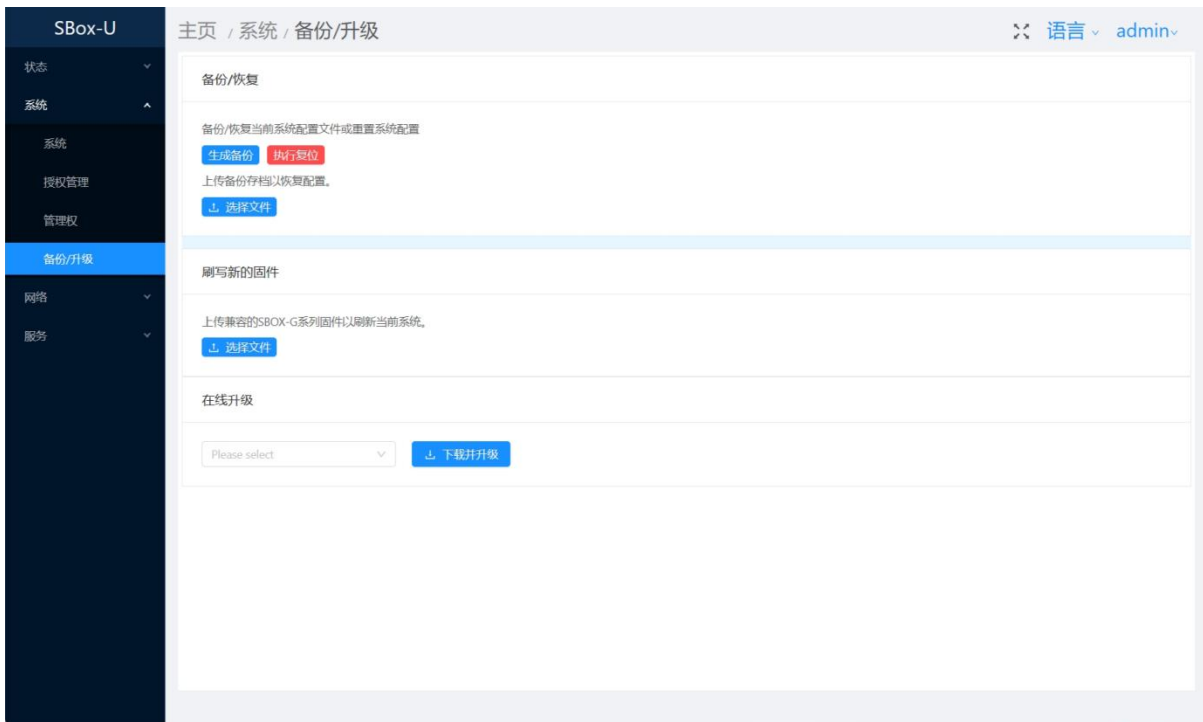 SBox-U
主页 / 系统 / 备份/升级
语言 admin
状态
系统
系统
授权管理
管理权
备份/升级
网络
服务
备份/恢复
备份/恢复当前系统配置文件或重置系统配置
生成备份 执行复位
上传备份存档以恢复配置。
选择文件
刷写新的固件
上传兼容的SBOX-G系列固件以刷新当前系统。
选择文件
在线升级
Please select 下载并升级